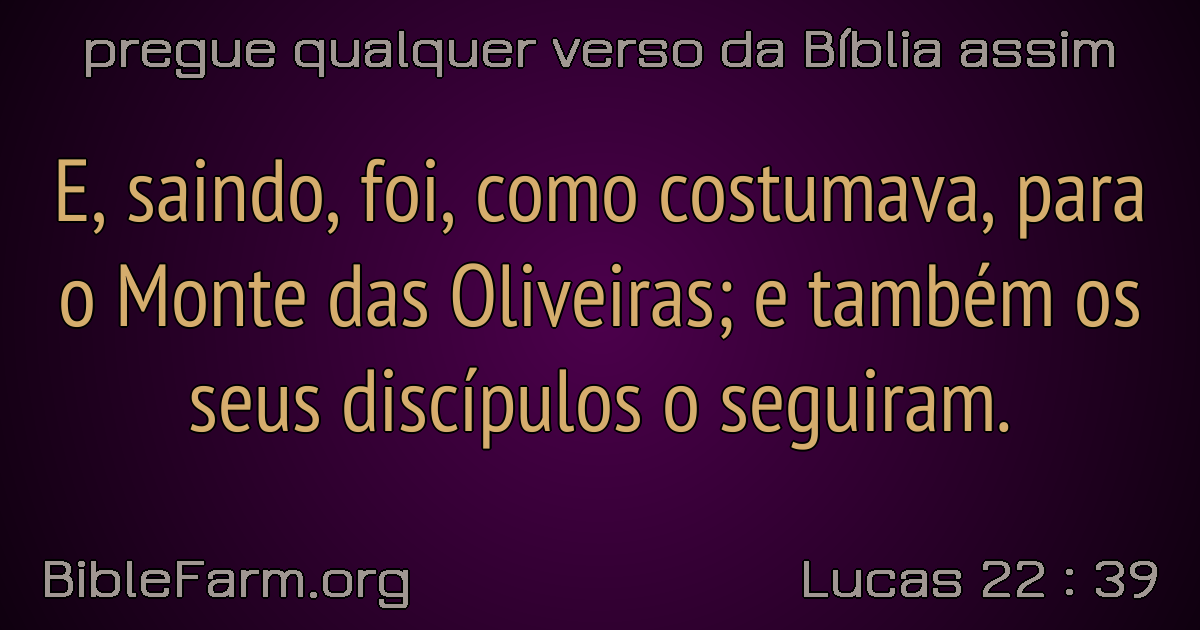 pregue qualquer verso da Bíblia assim
E, saindo, foi, como costumava, para
o Monte das Oliveiras; e também os
seus discípulos o seguiram.
BibleFarm.org
Lucas 22 : 39